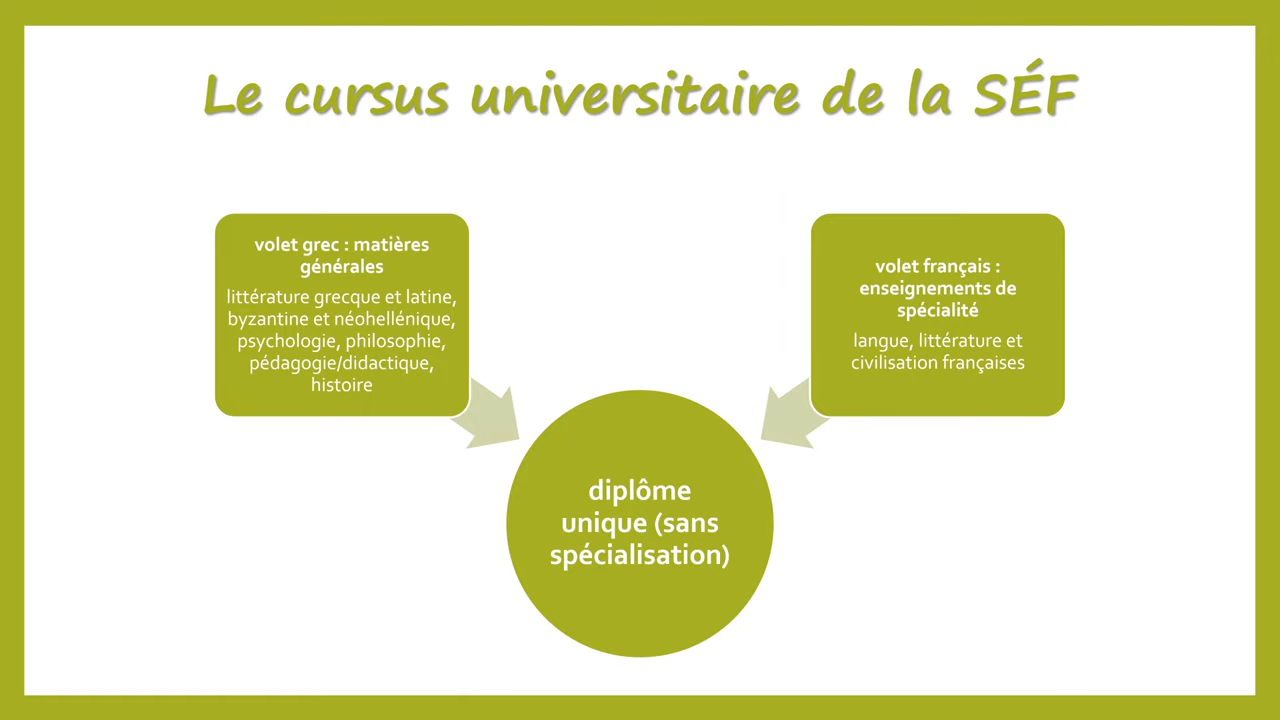 Le cursus universitaire de la SÉF
volet grec : matières
générales
littérature grecque et latine,
byzantine et néohellénique,
psychologie, philosophie,
pédagogie/didactique,
histoire
volet français :
enseignements de
spécialité
langue, littérature et
civilisation françaises
diplôme
unique (sans
spécialisation)